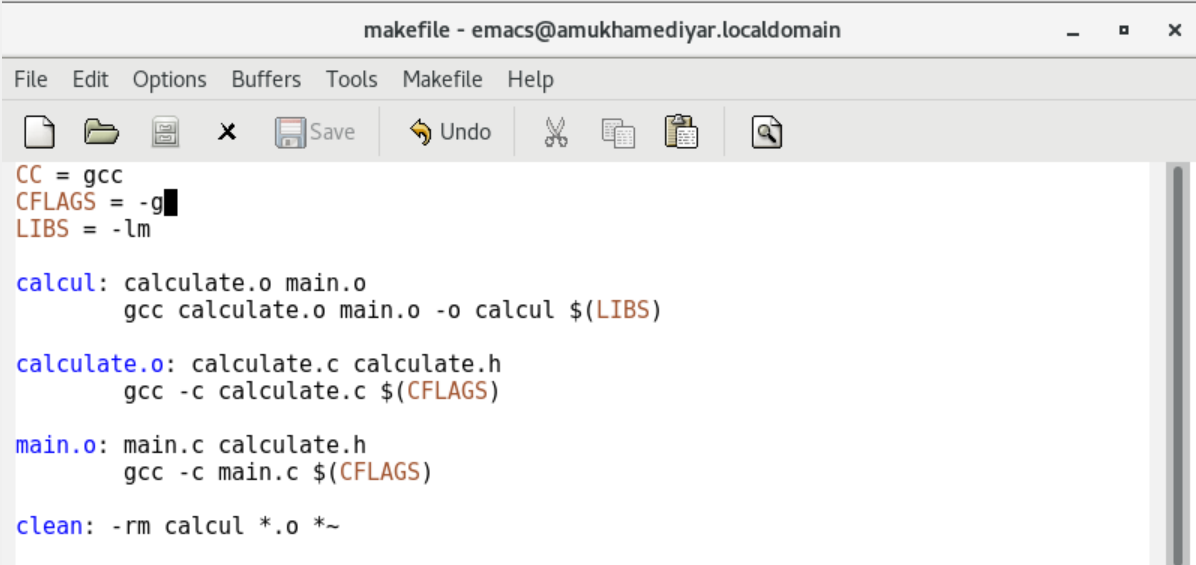 makefile - emacs@amukhamediyar.localdomain
File Edit Options Buffers Tools Makefile Help
Save Undo
CC = gcc
CFLAGS = -g
LIBS = -lm
calcul: calculate.o main.o
gcc calculate.o main.o -o calcul $(LIBS)
calculate.o: calculate.c calculate.h
gcc -c calculate.c $(CFLAGS)
main.o: main.c calculate.h
gcc -c main.c $(CFLAGS)
clean: -rm calcul *.o *~